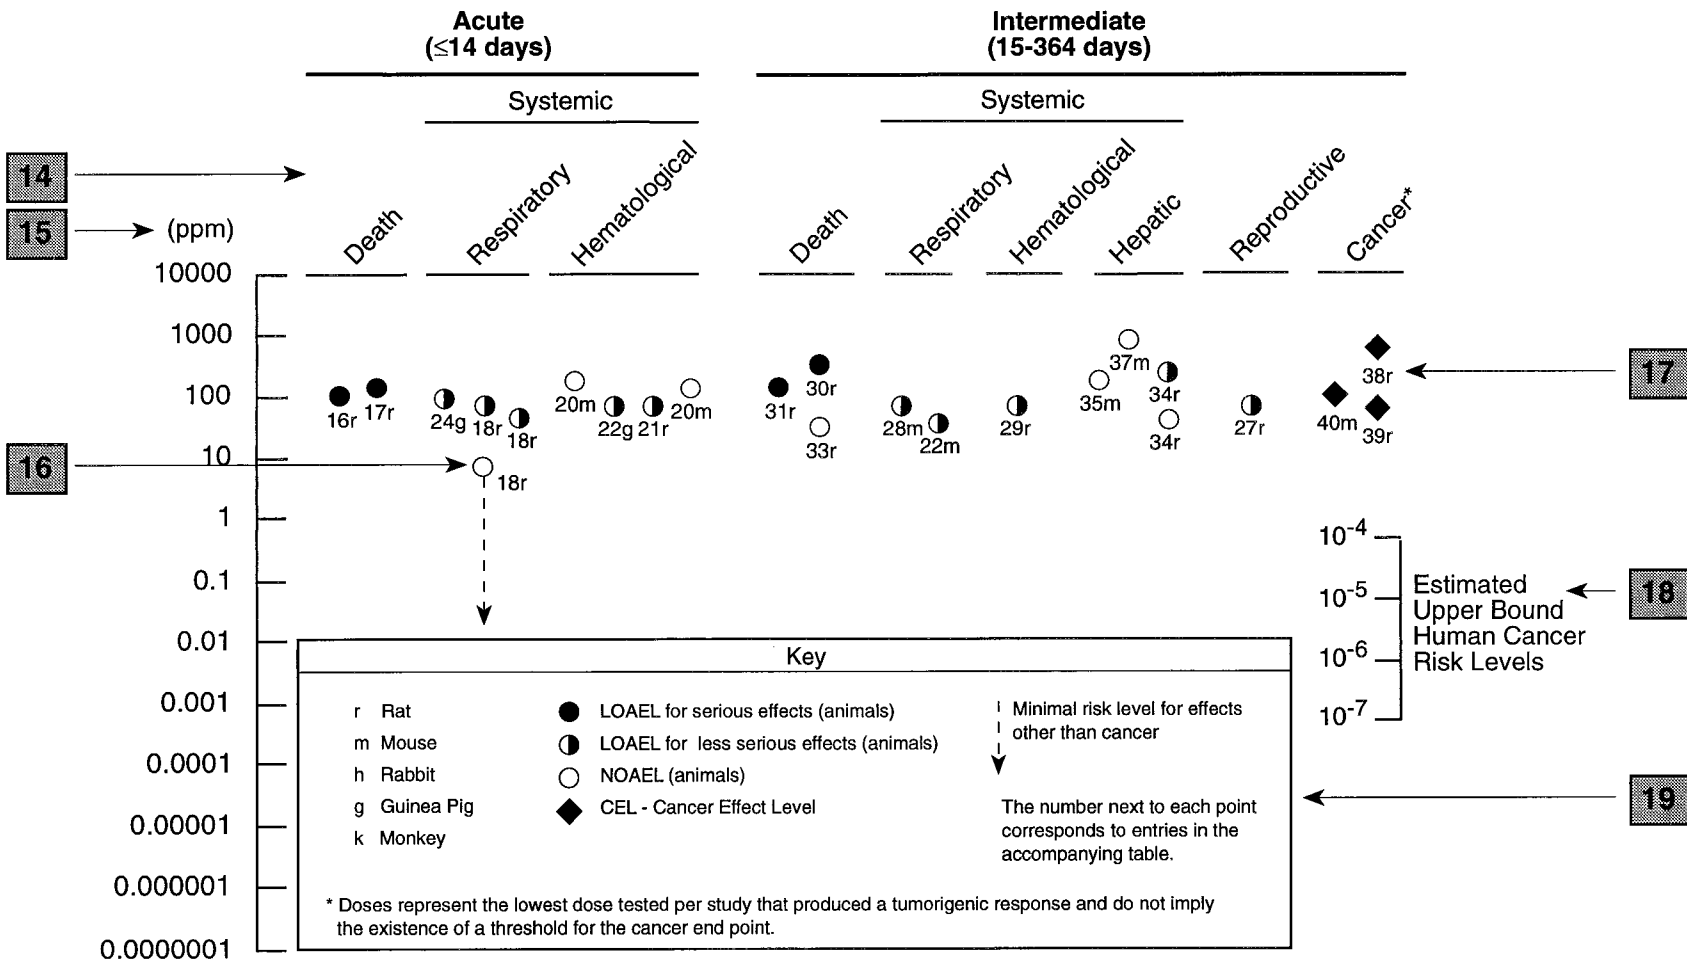 Acute
(≤14 days)
Intermediate
(15-364 days)
Systemic
Systemic
14
15
(ppm)
Death
Respiratory
Hematological
Death
Respiratory
Hematological
Hepatic
Reproductive
Cancer*
10000
1000
100
10
1
0.1
0.01
0.001
0.0001
0.00001
0.000001
0.0000001
16r
17r
24g
18r
18r
18r
20m
22g
21r
20m
31r
30r
33r
28m
22m
29r
35m
37m
34r
34r
27r
40m
38r
39r
16
17
10-4
10-5
10-6
10-7
Estimated
Upper Bound
Human Cancer
Risk Levels
18
19
Key
r Rat
m Mouse
h Rabbit
g Guinea Pig
k Monkey
LOAEL for serious effects (animals)
LOAEL for less serious effects (animals)
NOAEL (animals)
CEL - Cancer Effect Level
Minimal risk level for effects
other than cancer
The number next to each point
corresponds to entries in the
accompanying table.
* Doses represent the lowest dose tested per study that produced a tumorigenic response and do not imply
the existence of a threshold for the cancer end point.